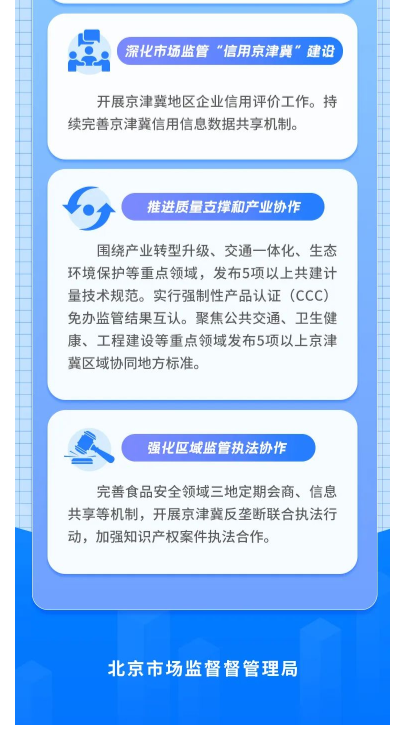 深化市场监管“信用京津冀”建设
开展京津冀地区企业信用评价工作。持
续完善京津冀信用信息数据共享机制。
推进质量支撑和产业协作
围绕产业转型升级、交通一体化、生态
环境保护等重点领域，发布5项以上共建计
量技术规范。实行强制性产品认证（CCC）
免办监管结果互认。聚焦公共交通、卫生健
康、工程建设等重点领域发布5项以上京津
冀区域协同地方标准。
强化区域监管执法协作
完善食品安全领域三地定期会商、信息
共享等机制，开展京津冀反垄断联合执法行
动，加强知识产权案件执法合作。
北京市场监督督管理局